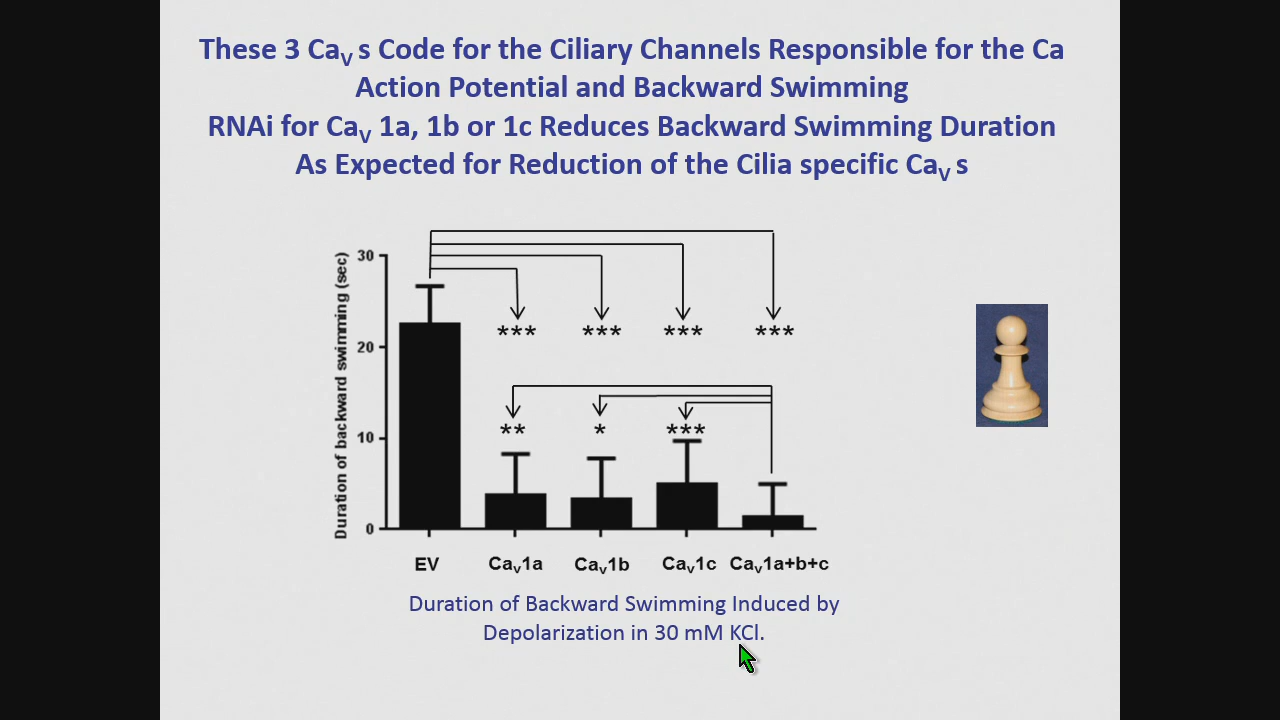 These 3 CaV s Code for the Ciliary Channels Responsible for the Ca
Action Potential and Backward Swimming
RNAi for CaV 1a, 1b or 1c Reduces Backward Swimming Duration
As Expected for Reduction of the Cilia specific CaV s
Duration of backward swimming (sec)
30
20
10
0
*** *** *** ***
** * ***
EV Cav1a Cav1b Cav1c Cav1a+b+c
Duration of Backward Swimming Induced by
Depolarization in 30 mM KCl.